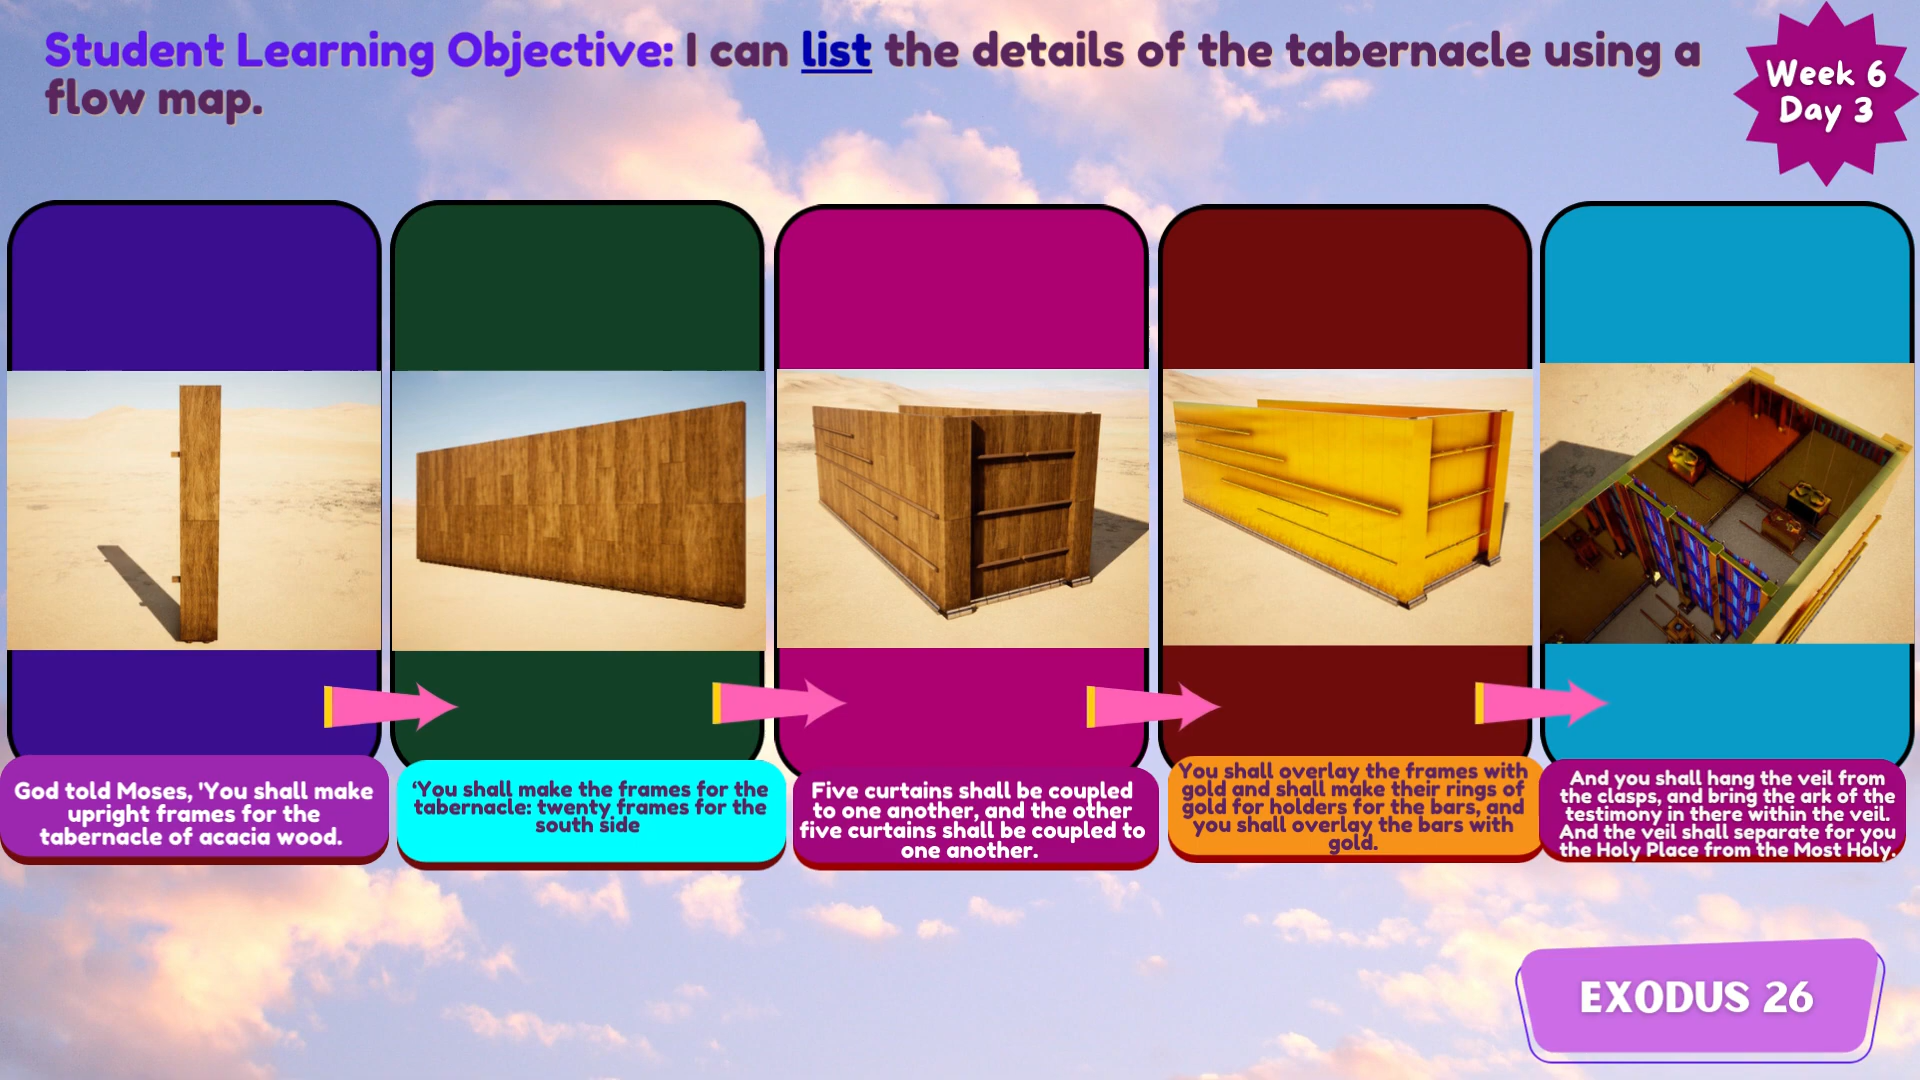 Student Learning Objective: I can list the details of the tabernacle using a
flow map.
Week 6
Day 3
God told Moses, 'You shall make
upright frames for the
tabernacle of acacia wood.
‘You shall make the frames for the
tabernacle: twenty frames for the
south side
Five curtains shall be coupled
to one another, and the other
five curtains shall be coupled to
one another.
You shall overlay the frames with
gold and shall make their rings of
gold for holders for the bars, and
you shall overlay the bars with
gold.
And you shall hang the veil from
the clasps, and bring the ark of the
testimony in there within the veil.
And the veil shall separate for you
the Holy Place from the Most Holy.
EXODUS 26